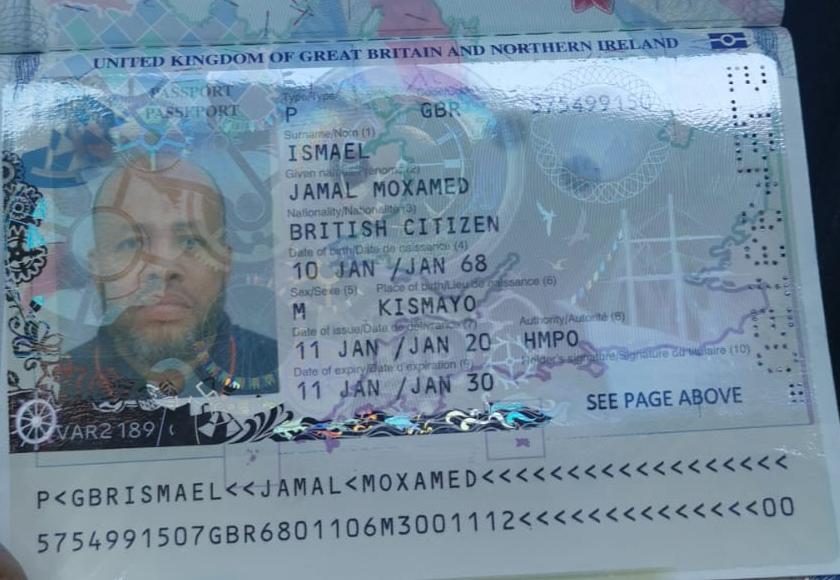 UNITED KINGDOM OF GREAT BRITAIN AND NORTHERN IRELAND
PASSPORT
PASSEPORT
Type/Type
P GBR 575499150
Surname/Nom (1)
ISMAEL
Given names/Prénoms (2)
JAMAL MOXAMED
Nationality/Nationalité (3)
BRITISH CITIZEN
Date of birth/Date de naissance (4)
10 JAN /JAN 68
Sex/Sexe (5) Place of birth/Lieu de naissance (6)
M KISMAYO
Date of issue/Date de délivrance (7) Authority/Autorité (8)
11 JAN /JAN 20 HMPO
Date of expiry/Date d'expiration (9) Holder's signature/Signature du titulaire (10)
11 JAN /JAN 30
SEE PAGE ABOVE
P<GBRISMAEL<<JAMAL<MOXAMED<<<<<<<<<<<<<<<<<<
5754991507GBR6801106M3001112<<<<<<<<<<<<<<00